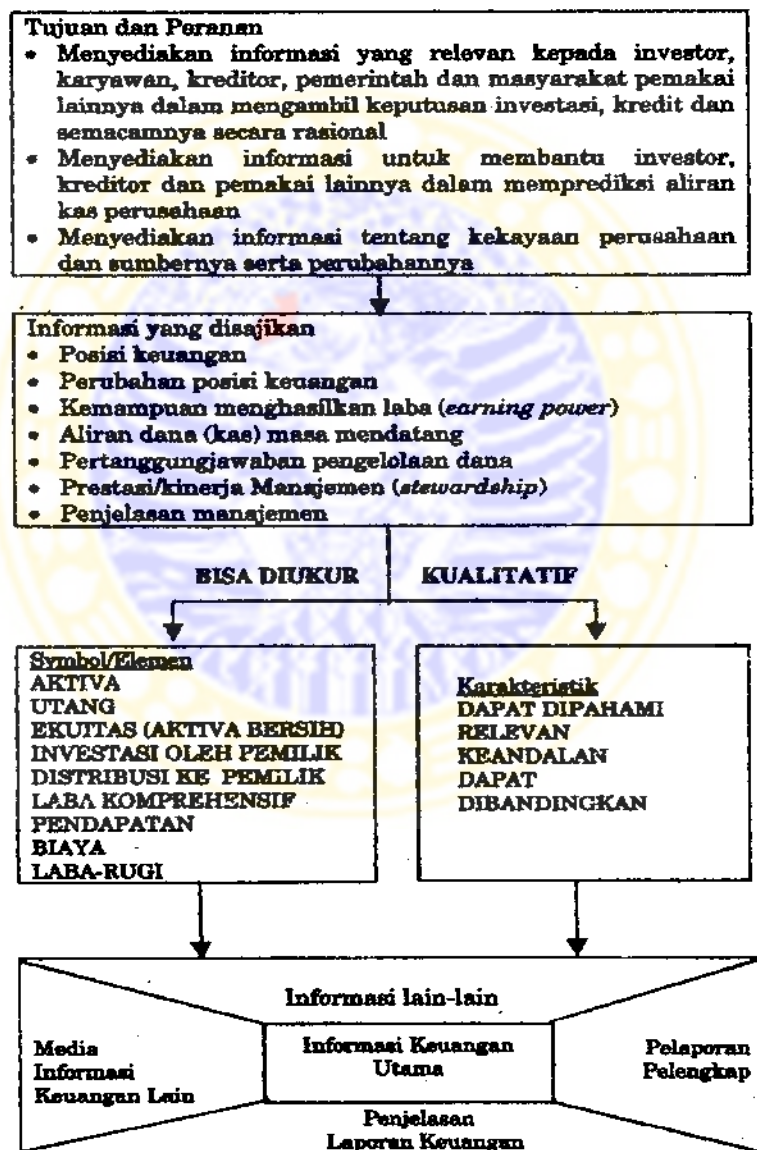 Tujuan dan Peranan
• Menyediakan informasi yang relevan kepada investor,
karyawan, kreditor, pemerintah dan masyarakat pemakai
lainnya dalam mengambil keputusan investasi, kredit dan
semacamnya secara rasional
• Menyediakan informasi untuk membantu investor,
kreditor dan pemakai lainnya dalam memprediksi aliran
kas perusahaan
• Menyediakan informasi tentang kekayaan perusahaan
dan sumbernya serta perubahannya
Informasi yang disajikan
• Posisi keuangan
• Perubahan posisi keuangan
• Kemampuan menghasilkan laba (earning power)
• Aliran dana (kas) masa mendatang
• Pertanggungjawaban pengelolaan dana
• Prestasi/kinerja Manajemen (stewardship)
• Penjelasan manajemen
BISA DIUKUR
KUALITATIF
Symbol/Elemen
AKTIVA
UTANG
EKUITAS (AKTIVA BERSIH)
INVESTASI OLEH PEMILIK
DISTRIBUSI KE PEMILIK
LABA KOMPREHENSIF
PENDAPATAN
BIAYA
LABA-RUGI
Karakteristik
DAPAT DIPAHAMI
RELEVAN
KEANDALAN
DAPAT
DIBANDINGKAN
Informasi lain-lain
Media
Informasi
Keuangan Lain
Informasi Keuangan
Utama
Pelaporan
Pelengkap
Penjelasan
Laporan Keuangan